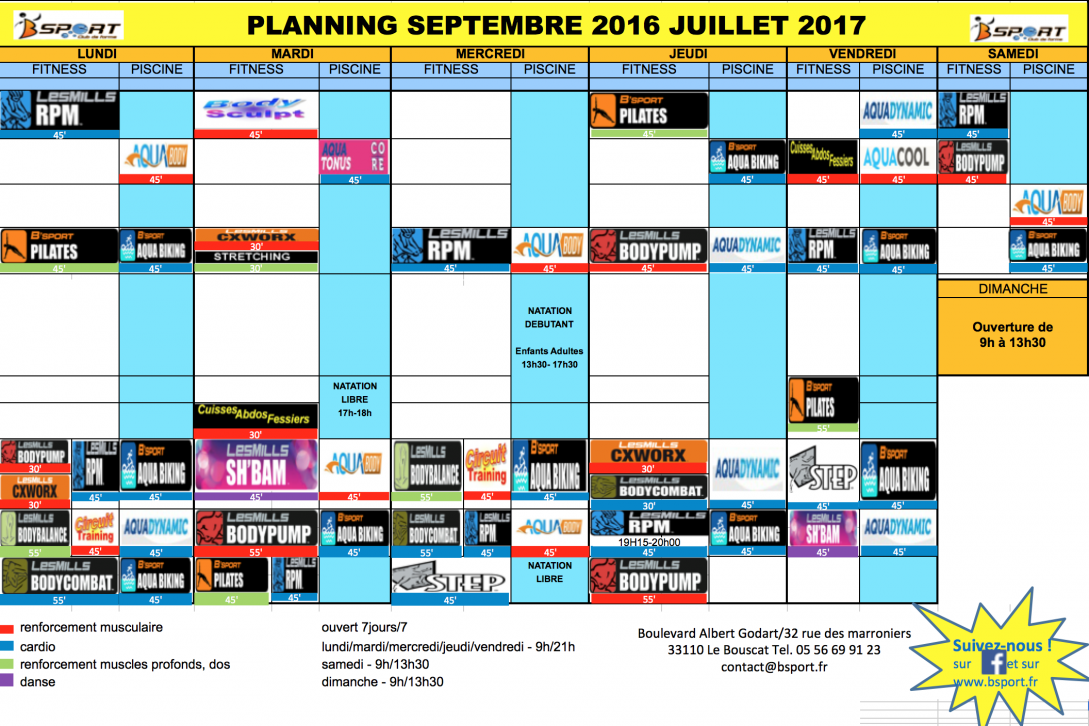 B'SPORT
Club de forme
PLANNING SEPTEMBRE 2016 JUILLET 2017
B'SPORT
Club de forme
LUNDI MARDI MERCREDI JEUDI VENDREDI SAMEDI
FITNESS PISCINE FITNESS PISCINE FITNESS PISCINE FITNESS PISCINE FITNESS PISCINE FITNESS PISCINE
LESMILLS RPM 45'
Body Sculpt 45'
B'SPORT PILATES 45'
AQUADYNAMIC 45'
LESMILLS RPM 45'
AQUABODY 45'
AQUA TONUS CORE 45'
B'SPORT AQUA BIKING 45'
Cuisses Abdos Fessiers 45'
AQUACOOL 45'
LESMILLS BODYPUMP 45'
AQUABODY 45'
B'SPORT PILATES 45'
B'SPORT AQUA BIKING 45'
LESMILLS CXWORX 30'
STRETCHING 30'
LESMILLS RPM 45'
AQUABODY 45'
LESMILLS BODYPUMP 45'
AQUADYNAMIC 45'
LESMILLS RPM 45'
B'SPORT AQUA BIKING 45'
B'SPORT AQUA BIKING 45'
DIMANCHE
Ouverture de
9h à 13h30
NATATION
DEBUTANT
Enfants Adultes
13h30- 17h30
NATATION
LIBRE
17h-18h
B'SPORT PILATES 55'
Cuisses Abdos Fessiers 30'
LESMILLS BODYPUMP 30'
CXWORX 30'
LESMILLS RPM 45'
B'SPORT AQUA BIKING 45'
LESMILLS SH'BAM 45'
AQUABODY 45'
LESMILLS BODYBALANCE 55'
Circuit Training 45'
B'SPORT AQUA BIKING 45'
LESMILLS CXWORX 30'
LESMILLS BODYCOMBAT 30'
AQUADYNAMIC 45'
STEP 45'
B'SPORT AQUA BIKING 45'
LESMILLS BODYBALANCE 55'
Circuit Training 45'
AQUADYNAMIC 45'
LESMILLS BODYPUMP 55'
B'SPORT AQUA BIKING 45'
LESMILLS BODYCOMBAT 55'
LESMILLS RPM 45'
AQUABODY 45'
LESMILLS RPM
19H15-20h00
45'
B'SPORT AQUA BIKING 45'
LESMILLS SH'BAM 45'
AQUADYNAMIC 45'
LESMILLS BODYCOMBAT 55'
B'SPORT AQUA BIKING 45'
B'SPORT PILATES 45'
LESMILLS RPM 45'
STEP 45'
NATATION
LIBRE
LESMILLS BODYPUMP 55'
renforcement musculaire
cardio
renforcement muscles profonds, dos
danse
ouvert 7jours/7
lundi/mardi/mercredi/jeudi/vendredi - 9h/21h
samedi - 9h/13h30
dimanche - 9h/13h30
Boulevard Albert Godart/32 rue des marroniers
33110 Le Bouscat Tel. 05 56 69 91 23
contact@bsport.fr
Suivez-nous !
sur f et sur
www.bsport.fr